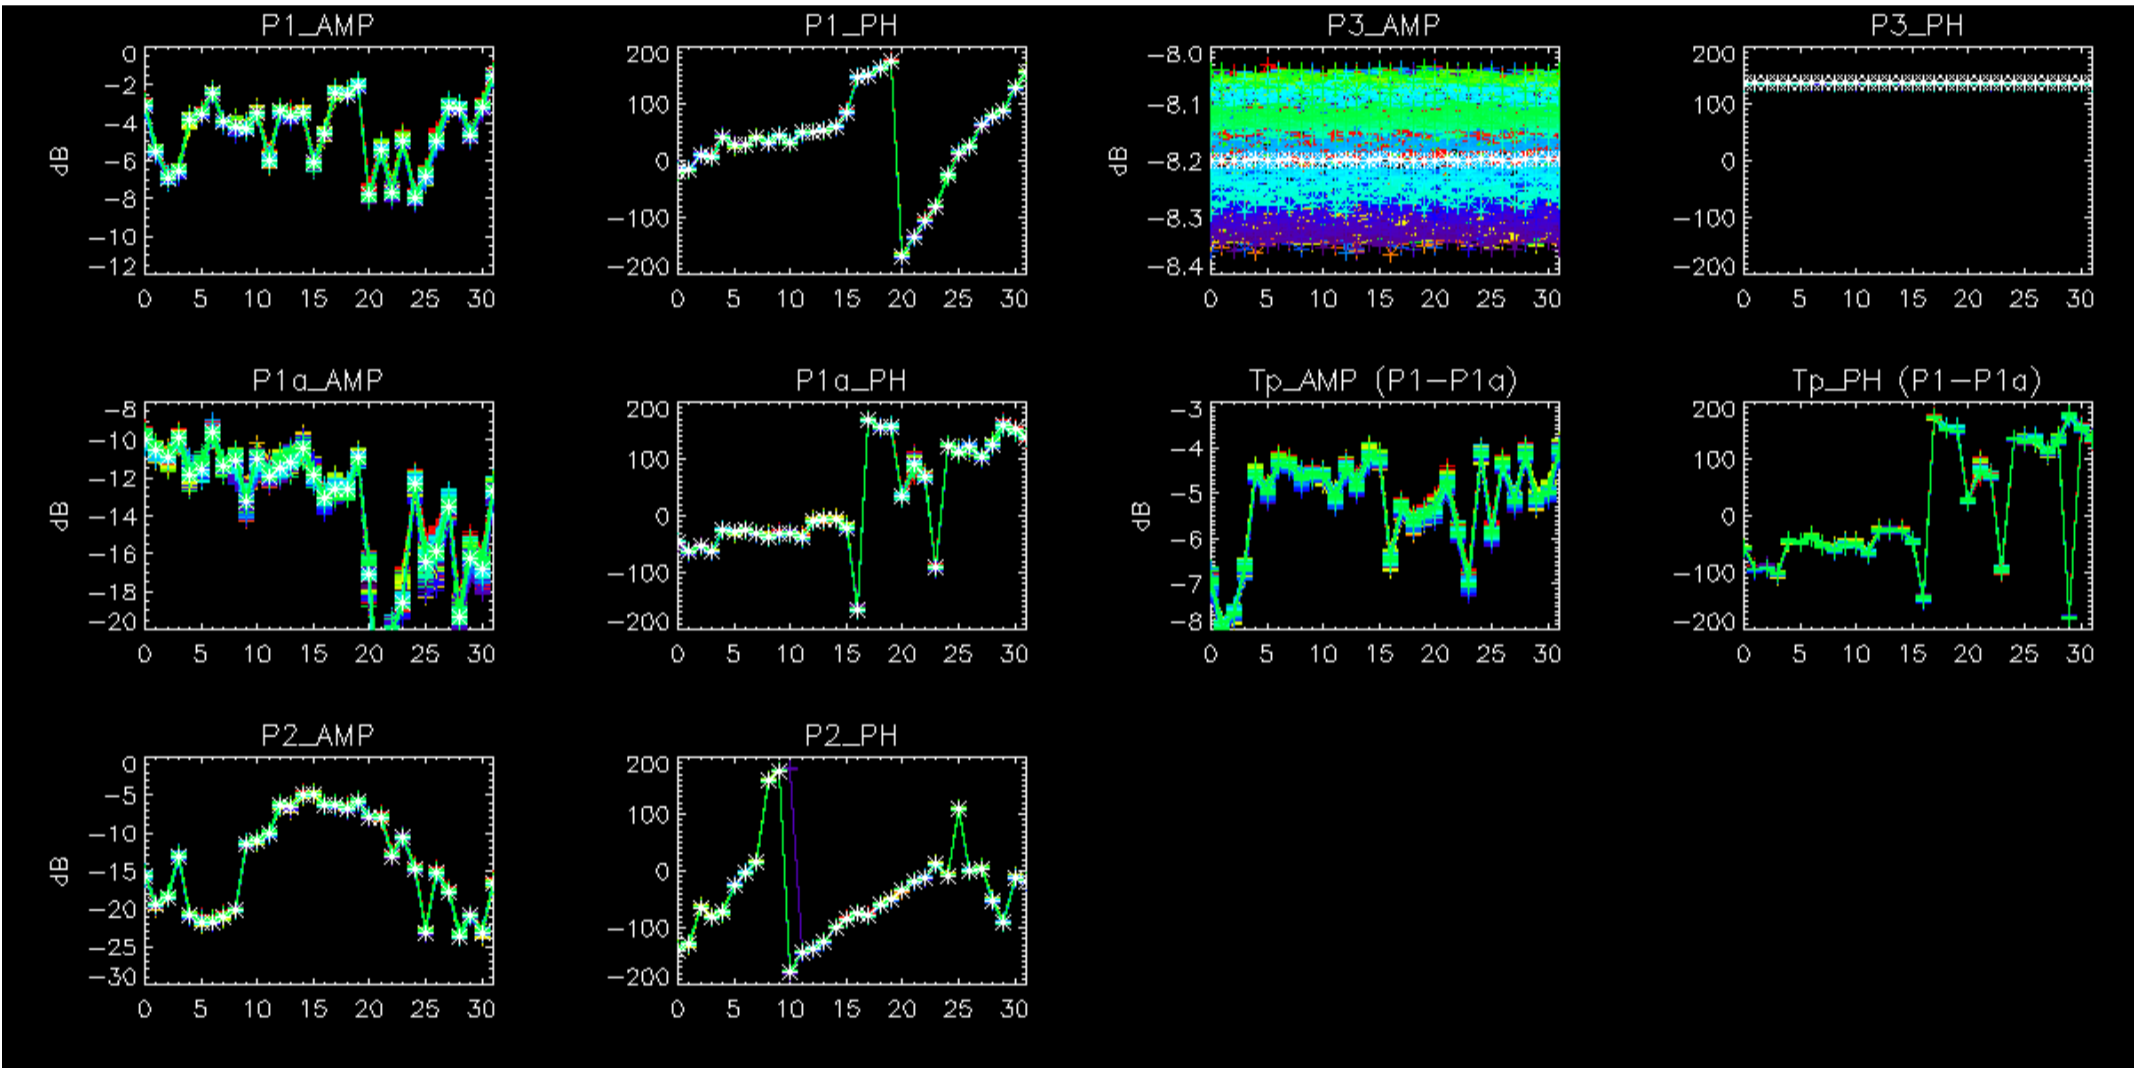 P1_AMP P1_PH P3_AMP P3_PH
0 200 -8.0 200
-2 100 -8.1 100
-4 0 -8.2 0
-6 -100 -8.3 -100
-8 -200 -8.4 -200
-10
-12
dB dB
0 5 10 15 20 25 30 0 5 10 15 20 25 30 0 5 10 15 20 25 30 0 5 10 15 20 25 30
P1a_AMP P1a_PH Tp_AMP (P1-P1a) Tp_PH (P1-P1a)
-8 200 -3 200
-10 100 -4 100
-12 0 -5 0
-14 -100 -6 -100
-16 -200 -7 -200
-18 -8
-20
dB dB
0 5 10 15 20 25 30 0 5 10 15 20 25 30 0 5 10 15 20 25 30 0 5 10 15 20 25 30
P2_AMP P2_PH
0 200
-5 100
-10 0
-15 -100
-20 -200
-25
-30
dB
0 5 10 15 20 25 30 0 5 10 15 20 25 30